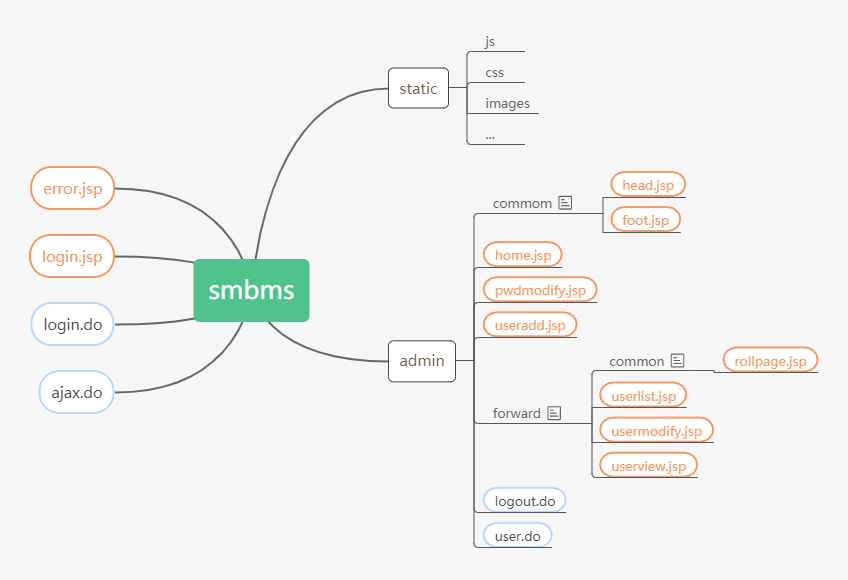 smbms
error.jsp
login.jsp
login.do
ajax.do
static
js
css
images
...
admin
commom
head.jsp
foot.jsp
home.jsp
pwdmodify.jsp
useradd.jsp
forward
common
rollpage.jsp
userlist.jsp
usermodify.jsp
userview.jsp
logout.do
user.do